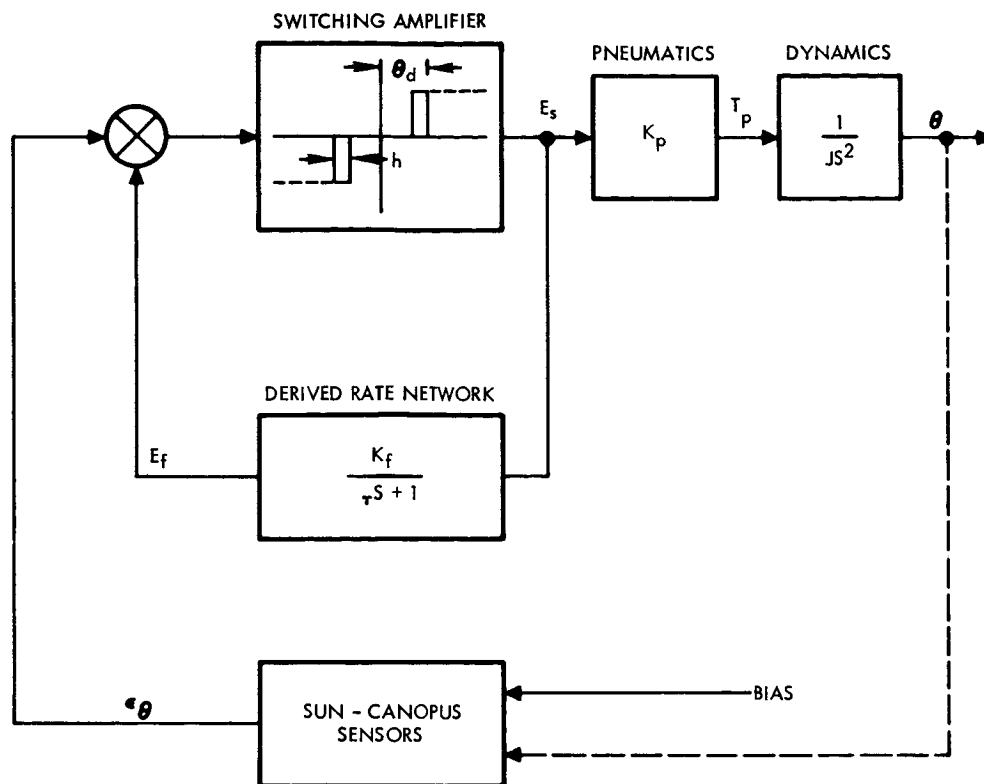 SWITCHING AMPLIFIER
θd
h
Es
PNEUMATICS
Kp
Tp
DYNAMICS
1
JS²
θ
DERIVED RATE NETWORK
Kf
τS + 1
Ef
SUN - CANOPUS
SENSORS
BIAS
ϵθ